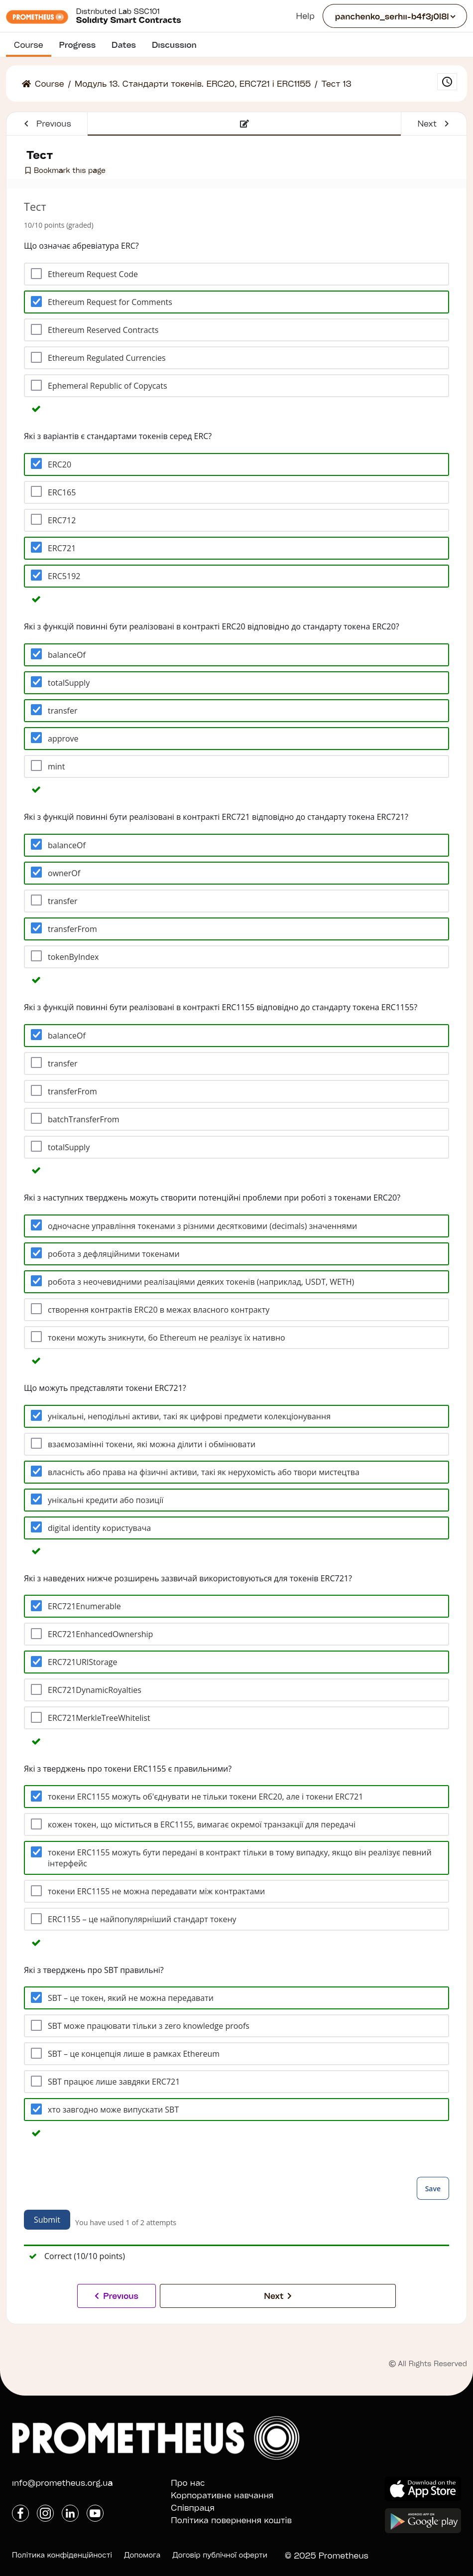 PROMETHEUS
Distributed Lab SSC101
Solidity Smart Contracts
Help
panchenko_serhii-b4f3j0l8l
Course
Progress
Dates
Discussion
Course / Модуль 13. Стандарти токенів. ERC20, ERC721 і ERC1155 / Тест 13
Previous
Next
Тест
Bookmark this page
Тест
10/10 points (graded)
Що означає абревіатура ERC?
Ethereum Request Code
Ethereum Request for Comments
Ethereum Reserved Contracts
Ethereum Regulated Currencies
Ephemeral Republic of Copycats
Які з варіантів є стандартами токенів серед ERC?
ERC20
ERC165
ERC712
ERC721
ERC5192
Які з функцій повинні бути реалізовані в контракті ERC20 відповідно до стандарту токена ERC20?
balanceOf
totalSupply
transfer
approve
mint
Які з функцій повинні бути реалізовані в контракті ERC721 відповідно до стандарту токена ERC721?
balanceOf
ownerOf
transfer
transferFrom
tokenByIndex
Які з функцій повинні бути реалізовані в контракті ERC1155 відповідно до стандарту токена ERC1155?
balanceOf
transfer
transferFrom
batchTransferFrom
totalSupply
Які з наступних тверджень можуть створити потенційні проблеми при роботі з токенами ERC20?
одночасне управління токенами з різними десятковими (decimals) значеннями
робота з дефляційними токенами
робота з неочевидними реалізаціями деяких токенів (наприклад, USDT, WETH)
створення контрактів ERC20 в межах власного контракту
токени можуть зникнути, бо Ethereum не реалізує їх нативно
Що можуть представляти токени ERC721?
унікальні, неподільні активи, такі як цифрові предмети колекціонування
взаємозамінні токени, які можна ділити і обмінювати
власність або права на фізичні активи, такі як нерухомість або твори мистецтва
унікальні кредити або позиції
digital identity користувача
Які з наведених нижче розширень зазвичай використовуються для токенів ERC721?
ERC721Enumerable
ERC721EnhancedOwnership
ERC721URIStorage
ERC721DynamicRoyalties
ERC721MerkleTreeWhitelist
Які з тверджень про токени ERC1155 є правильними?
токени ERC1155 можуть об'єднувати не тільки токени ERC20, але і токени ERC721
кожен токен, що міститься в ERC1155, вимагає окремої транзакції для передачі
токени ERC1155 можуть бути передані в контракт тільки в тому випадку, якщо він реалізує певний
інтерфейс
токени ERC1155 не можна передавати між контрактами
ERC1155 – це найпопулярніший стандарт токену
Які з тверджень про SBT правильні?
SBT – це токен, який не можна передавати
SBT може працювати тільки з zero knowledge proofs
SBT – це концепція лише в рамках Ethereum
SBT працює лише завдяки ERC721
хто завгодно може випускати SBT
Save
Submit
You have used 1 of 2 attempts
Correct (10/10 points)
Previous
Next
© All Rights Reserved
PROMETHEUS
info@prometheus.org.ua
Про нас
Корпоративне навчання
Співпраця
Політика повернення коштів
Download on the
App Store
ANDROID APP ON
Google play
Політика конфіденційності
Допомога
Договір публічної оферти
© 2025 Prometheus